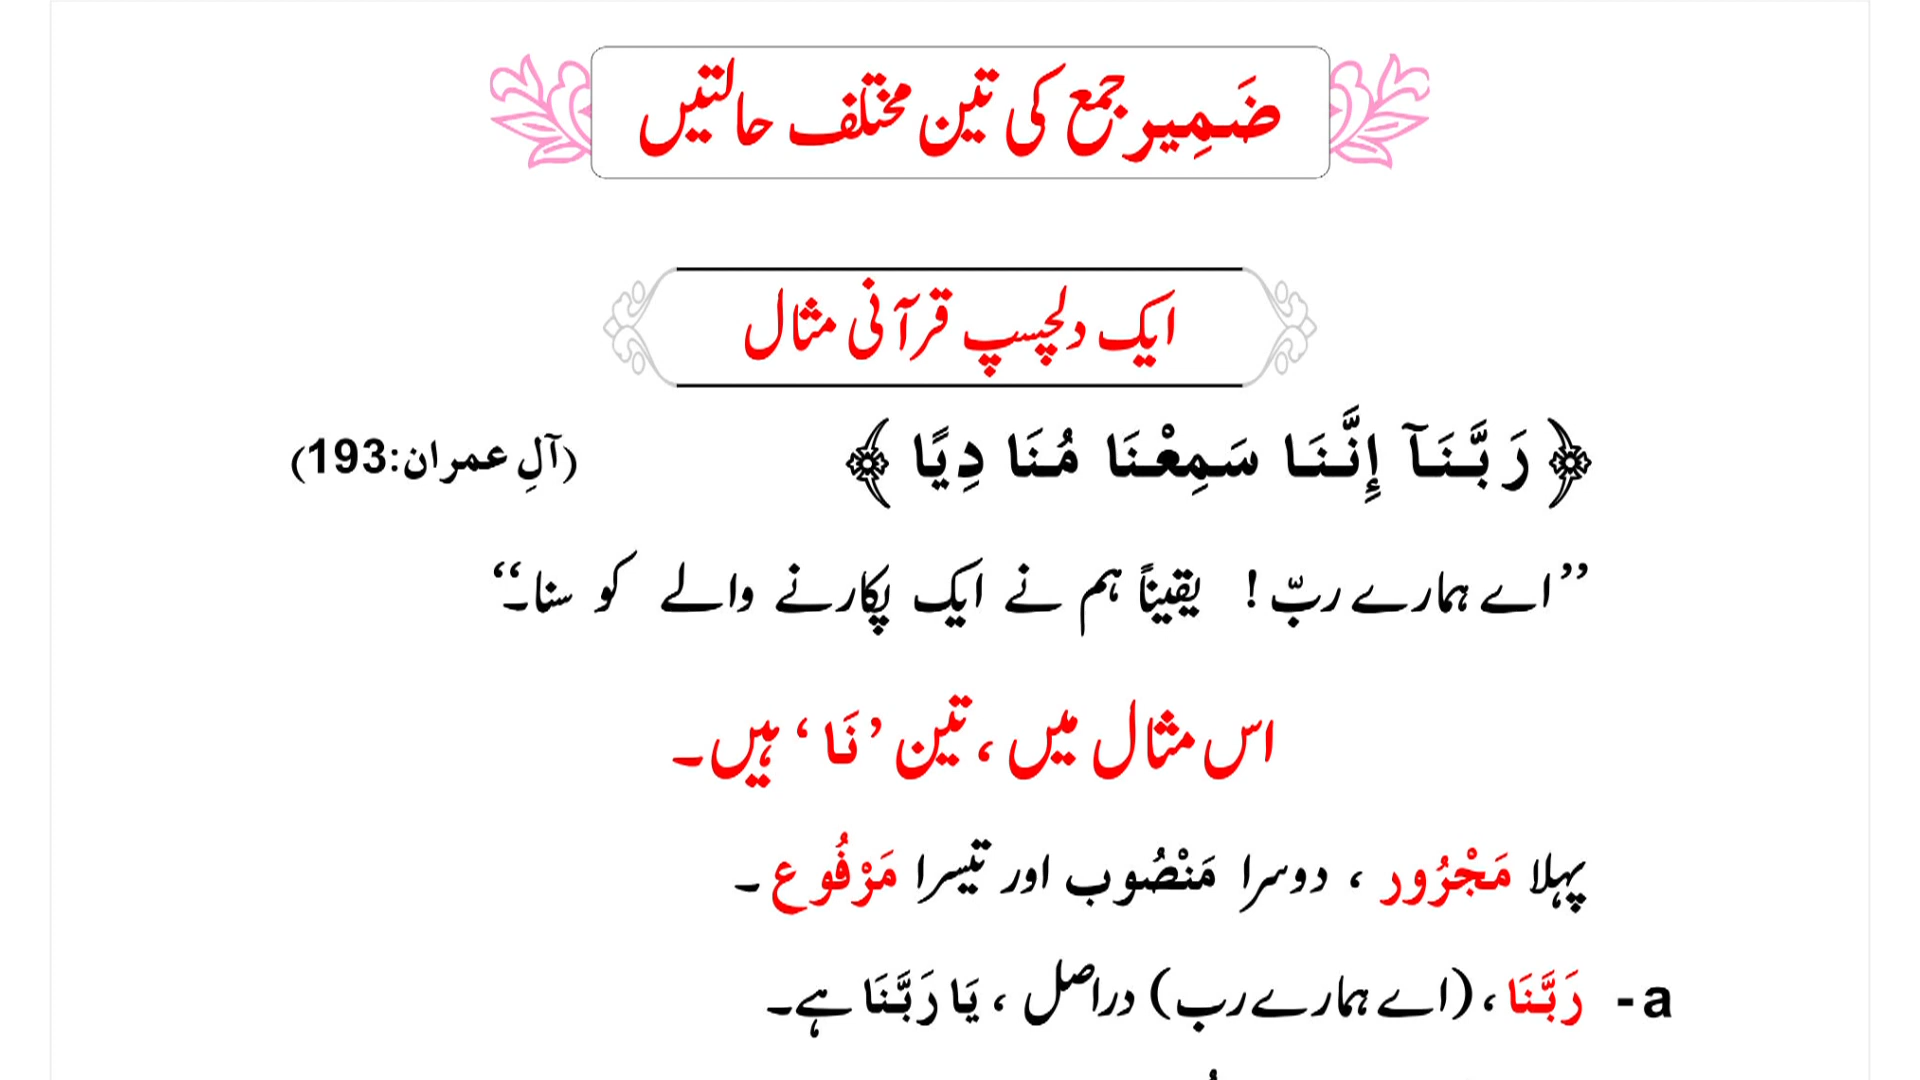 ضَمِیر جمع کی تین مختلف حالتیں
ایک دلچسپ قرآنی مثال
﴿رَبَّنَآ إِنَّنَا سَمِعْنَا مُنَادِيًا﴾ (آلِ عمران:193)
’’اے ہمارے ربّ! یقیناً ہم نے ایک پکارنے والے کو سنا۔‘‘
اس مثال میں، تین ’نَا‘ ہیں۔
پہلا مَجْرُور، دوسرا مَنْصُوب اور تیسرا مَرْفُوع۔
a- رَبَّنَا، (اے ہمارے رب) دراصل، یَا رَبَّنَا ہے۔